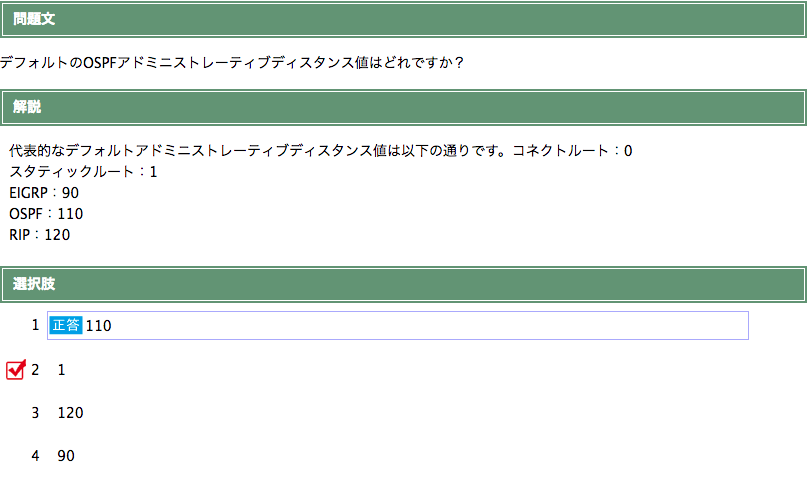 問題文
デフォルトのOSPFアドミニストレーティブディスタンス値はどれですか？
解説
代表的なデフォルトアドミニストレーティブディスタンス値は以下の通りです。コネクトルート：0
スタティックルート：1
EIGRP：90
OSPF：110
RIP：120
選択肢
1 正答 110
2 1
3 120
4 90